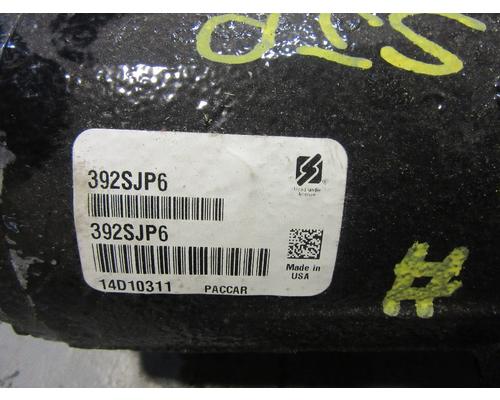 392SJP6
392SJP6
14D10311 PACCAR
Made in
USA
#